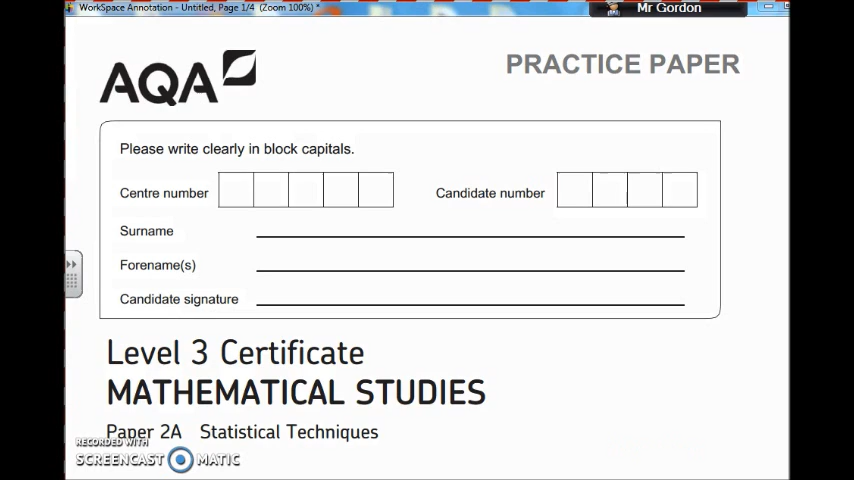 WorkSpace Annotation - Untitled, Page 1/4 (Zoom 100%) *
Mr Gordon
AQA
PRACTICE PAPER
Please write clearly in block capitals.
Centre number
Candidate number
Surname
Forename(s)
Candidate signature
Level 3 Certificate
MATHEMATICAL STUDIES
Paper 2A Statistical Techniques
RECORDED WITH
SCREENCAST MATIC